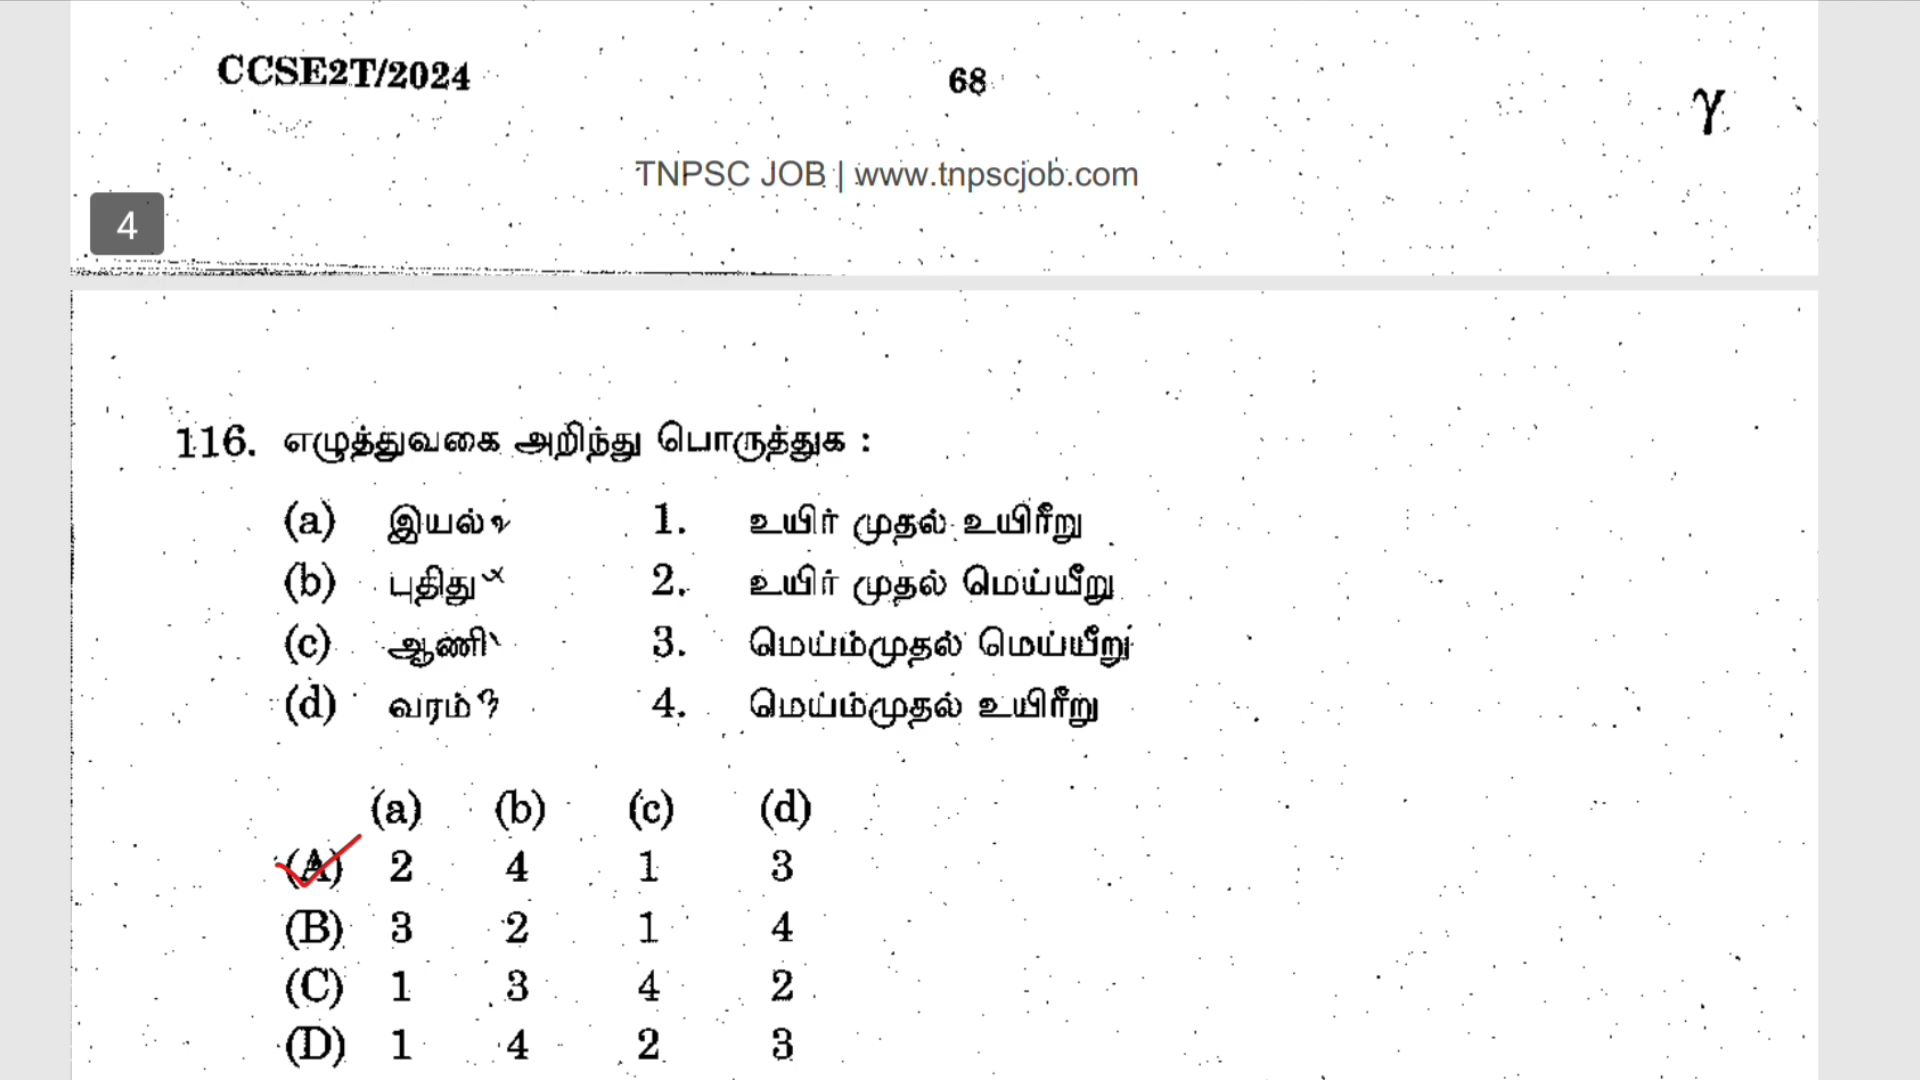 CCSE2T/2024 68 γ
TNPSC JOB | www.tnpscjob.com
4
116. எழுத்துவகை அறிந்து பொருத்துக :
(a) இயல் 1. உயிர் முதல் உயிரீறு
(b) புதிது 2. உயிர் முதல் மெய்யீறு
(c) ஆணி 3. மெய்ம்முதல் மெய்யீறு
(d) வரம் 4. மெய்ம்முதல் உயிரீறு
(a) (b) (c) (d)
(A) 2 4 1 3
(B) 3 2 1 4
(C) 1 3 4 2
(D) 1 4 2 3